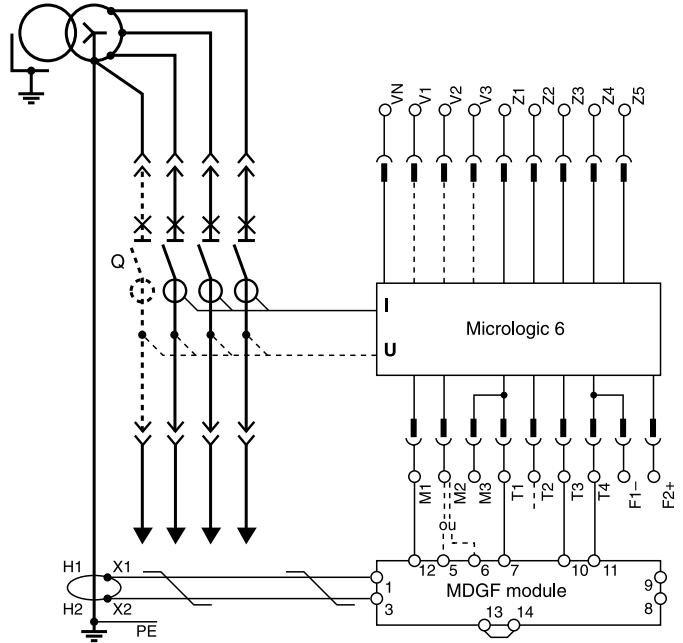 VN V1 V2 V3 Z1 Z2 Z3 Z4 Z5
Q
I
Micrologic 6
U
M1 M2 M3 T1 T2 T3 T4 F1– F2+
ou
H1 X1
12 5 6 7 10 11
1 MDGF module 9
H2 X2 3 8
13 14
PE